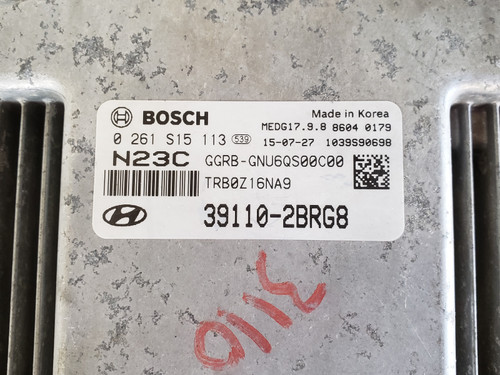 BOSCH
Made in Korea
MEDG17.9.8 8604 0179
0 261 S15 113 539
15-07-27 1039S90698
N23C GGRB-GNU6QS00C00
TRB0Z16NA9
39110-2BRG8
3110